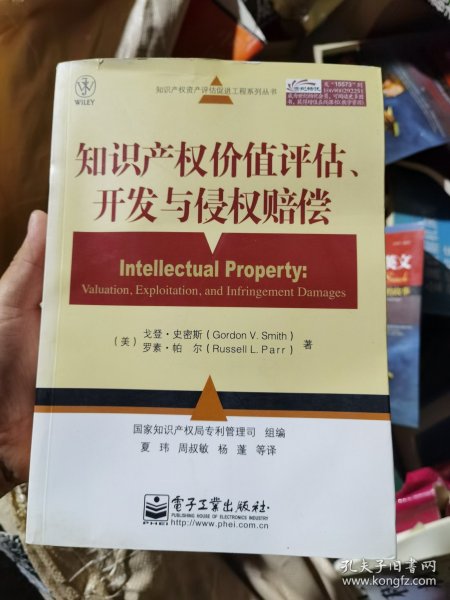 WILEY
知识产权资产评估促进工程系列丛书
知识产权价值评估、
开发与侵权赔偿
Intellectual Property:
Valuation, Exploitation, and Infringement Damages
(美) 戈登·史密斯 (Gordon V. Smith) 著
罗素·帕 尔 (Russell L. Parr)
国家知识产权局专利管理司 组编
夏 玮 周叔敏 杨 蓬 等译
電子工業出版社
PUBLISHING HOUSE OF ELECTRONICS INDUSTRY
PHEI
http://www.phei.com.cn
英文
孔夫子旧书网
www.kongfz.com